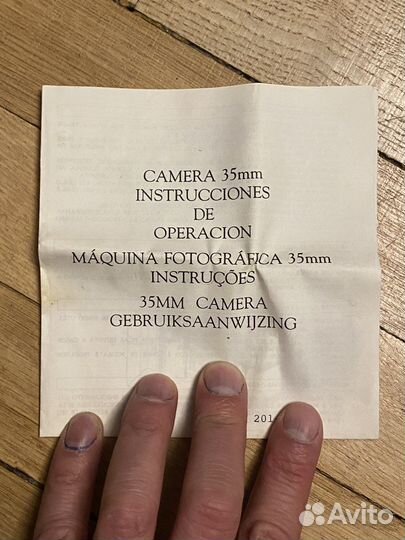 CAMERA 35mm
INSTRUCCIONES
DE
OPERACION
MÁQUINA FOTOGRÁFICA 35mm
INSTRUÇÕES
35MM CAMERA
GEBRUIKSAANWIJZING
Avito